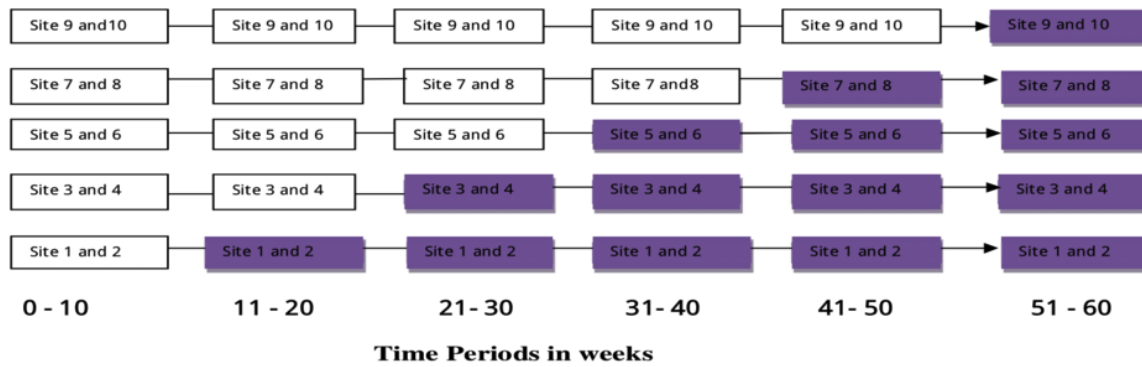 Site 9 and10 Site 9 and 10 Site 9 and 10 Site 9 and 10 Site 9 and 10 Site 9 and 10
Site 7 and 8 Site 7 and 8 Site 7 and 8 Site 7 and8 Site 7 and 8 Site 7 and 8
Site 5 and 6 Site 5 and 6 Site 5 and 6 Site 5 and 6 Site 5 and 6 Site 5 and 6
Site 3 and 4 Site 3 and 4 Site 3 and 4 Site 3 and 4 Site 3 and 4 Site 3 and 4
Site 1 and 2 Site 1 and 2 Site 1 and 2 Site 1 and 2 Site 1 and 2 Site 1 and 2
0 - 10 11 - 20 21- 30 31- 40 41- 50 51 - 60
Time Periods in weeks